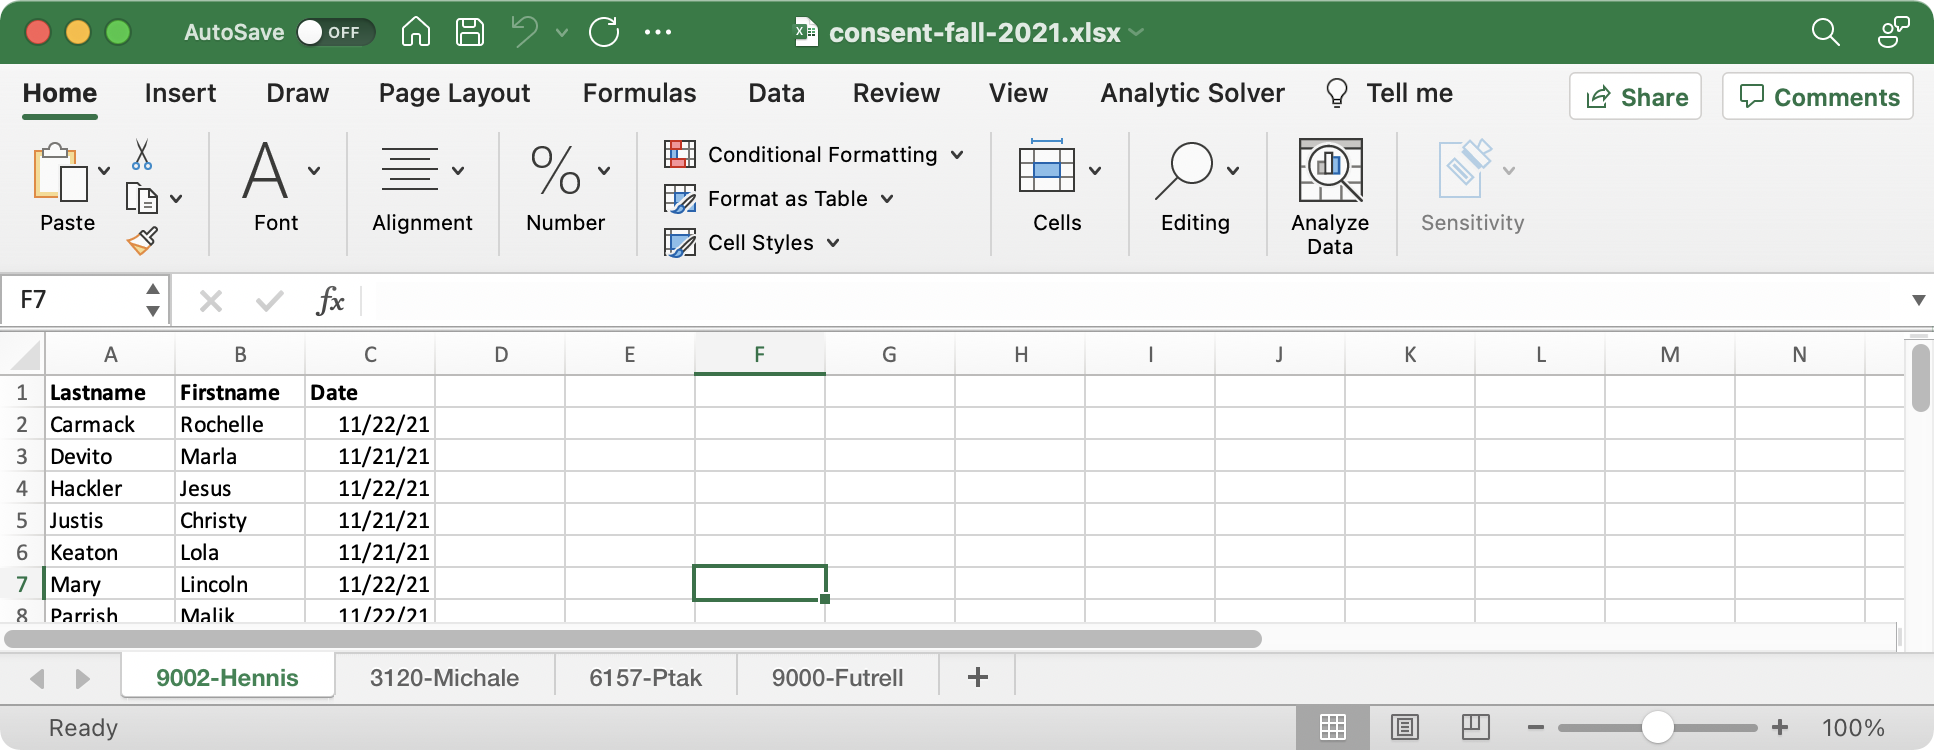 AutoSave OFF consent-fall-2021.xlsx
Home Insert Draw Page Layout Formulas Data Review View Analytic Solver Tell me Share Comments
Paste Font Alignment Number Conditional Formatting Format as Table Cell Styles Cells Editing Analyze Data Sensitivity
F7 fx
A B C D E F G H I J K L M N
1 Lastname Firstname Date
2 Carmack Rochelle 11/22/21
3 Devito Marla 11/21/21
4 Hackler Jesus 11/22/21
5 Justis Christy 11/21/21
6 Keaton Lola 11/21/21
7 Mary Lincoln 11/22/21
8 Parrish Malik 11/22/21
9002-Hennis 3120-Michale 6157-Ptak 9000-Futrell +
Ready 100%